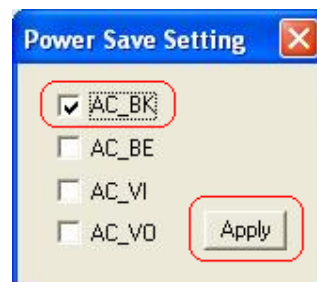 Power Save Setting
AC_BK
AC_BE
AC_VI
AC_VO
Apply